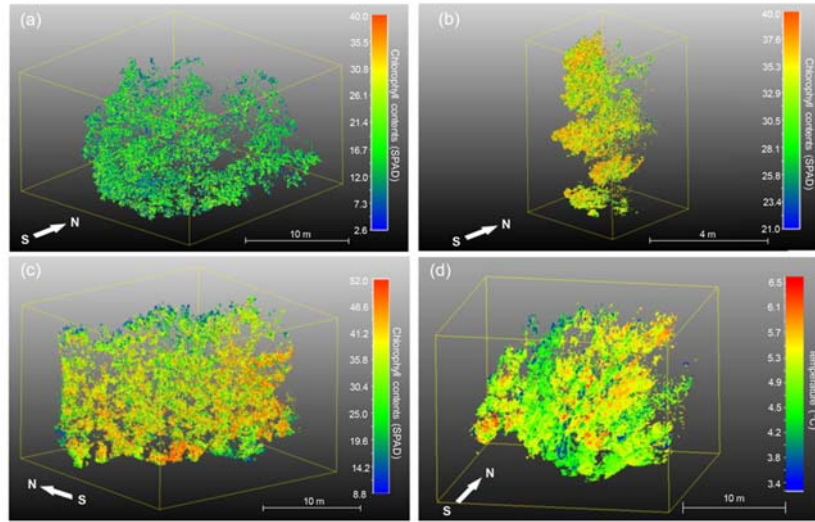 (a)
40.0
35.5
30.8
26.1
21.4
16.7
12.0
7.3
2.6
Chlorophyll contents (SPAD)
S N
10 m
(b)
40.0
37.6
35.3
32.9
30.5
28.1
25.8
23.4
21.0
Chlorophyll contents (SPAD)
S N
4 m
(c)
52.0
46.6
41.2
35.8
30.4
25.0
19.6
14.2
8.8
Chlorophyll contents (SPAD)
N S
10 m
(d)
6.5
6.1
5.7
5.3
4.9
4.5
4.2
3.8
3.4
Temperature (°C)
S N
10 m